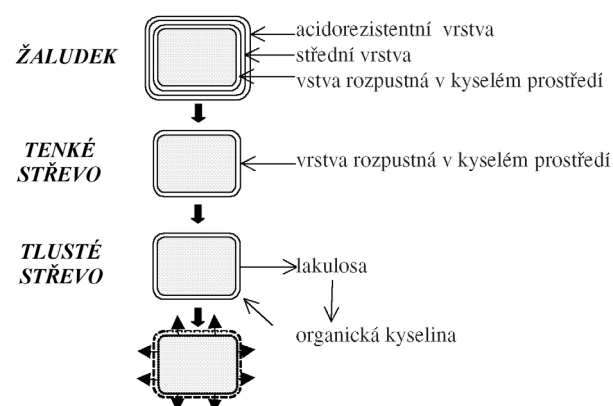 ŽALUDEK
acidorezistentní vrstva
střední vrstva
vstva rozpustná v kyselém prostředí
TENKÉ
STŘEVO
vrstva rozpustná v kyselém prostředí
TLUSTÉ
STŘEVO
lakulosa
organická kyselina